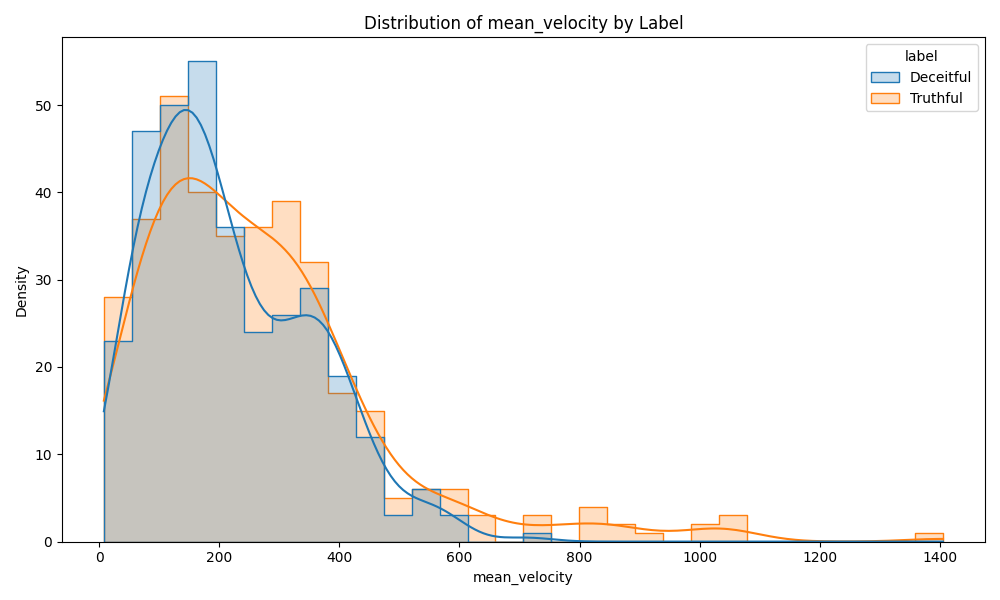 Distribution of mean_velocity by Label
label
Deceitful
Truthful
Density
50
40
30
20
10
0
0 200 400 600 800 1000 1200 1400
mean_velocity